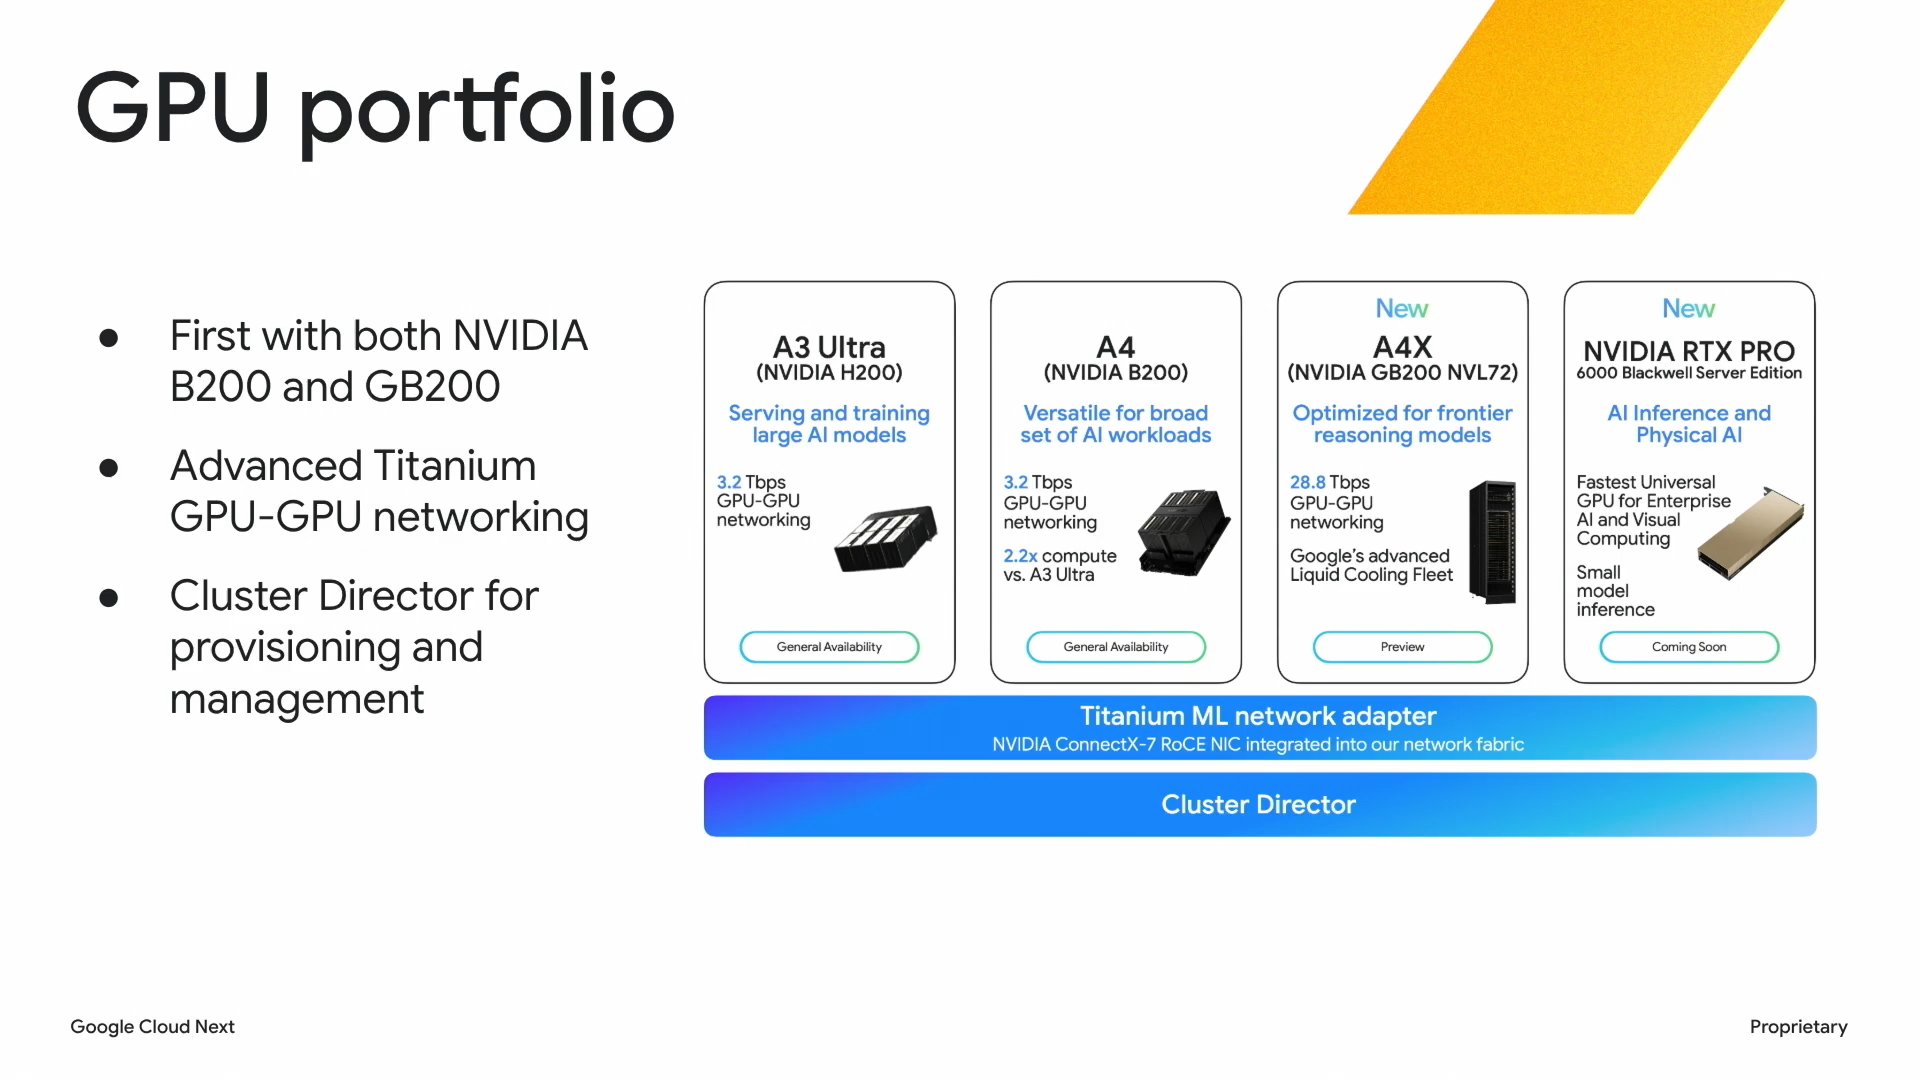 GPU portfolio
● First with both NVIDIA
B200 and GB200
● Advanced Titanium
GPU-GPU networking
● Cluster Director for
provisioning and
management
A3 Ultra
(NVIDIA H200)
Serving and training
large AI models
3.2 Tbps
GPU-GPU
networking
General Availability
A4
(NVIDIA B200)
Versatile for broad
set of AI workloads
3.2 Tbps
GPU-GPU
networking
2.2x compute
vs. A3 Ultra
General Availability
New
A4X
(NVIDIA GB200 NVL72)
Optimized for frontier
reasoning models
28.8 Tbps
GPU-GPU
networking
Google's advanced
Liquid Cooling Fleet
Preview
New
NVIDIA RTX PRO
6000 Blackwell Server Edition
AI Inference and
Physical AI
Fastest Universal
GPU for Enterprise
AI and Visual
Computing
Small
model
inference
Coming Soon
Titanium ML network adapter
NVIDIA ConnectX-7 RoCE NIC integrated into our network fabric
Cluster Director
Google Cloud Next
Proprietary